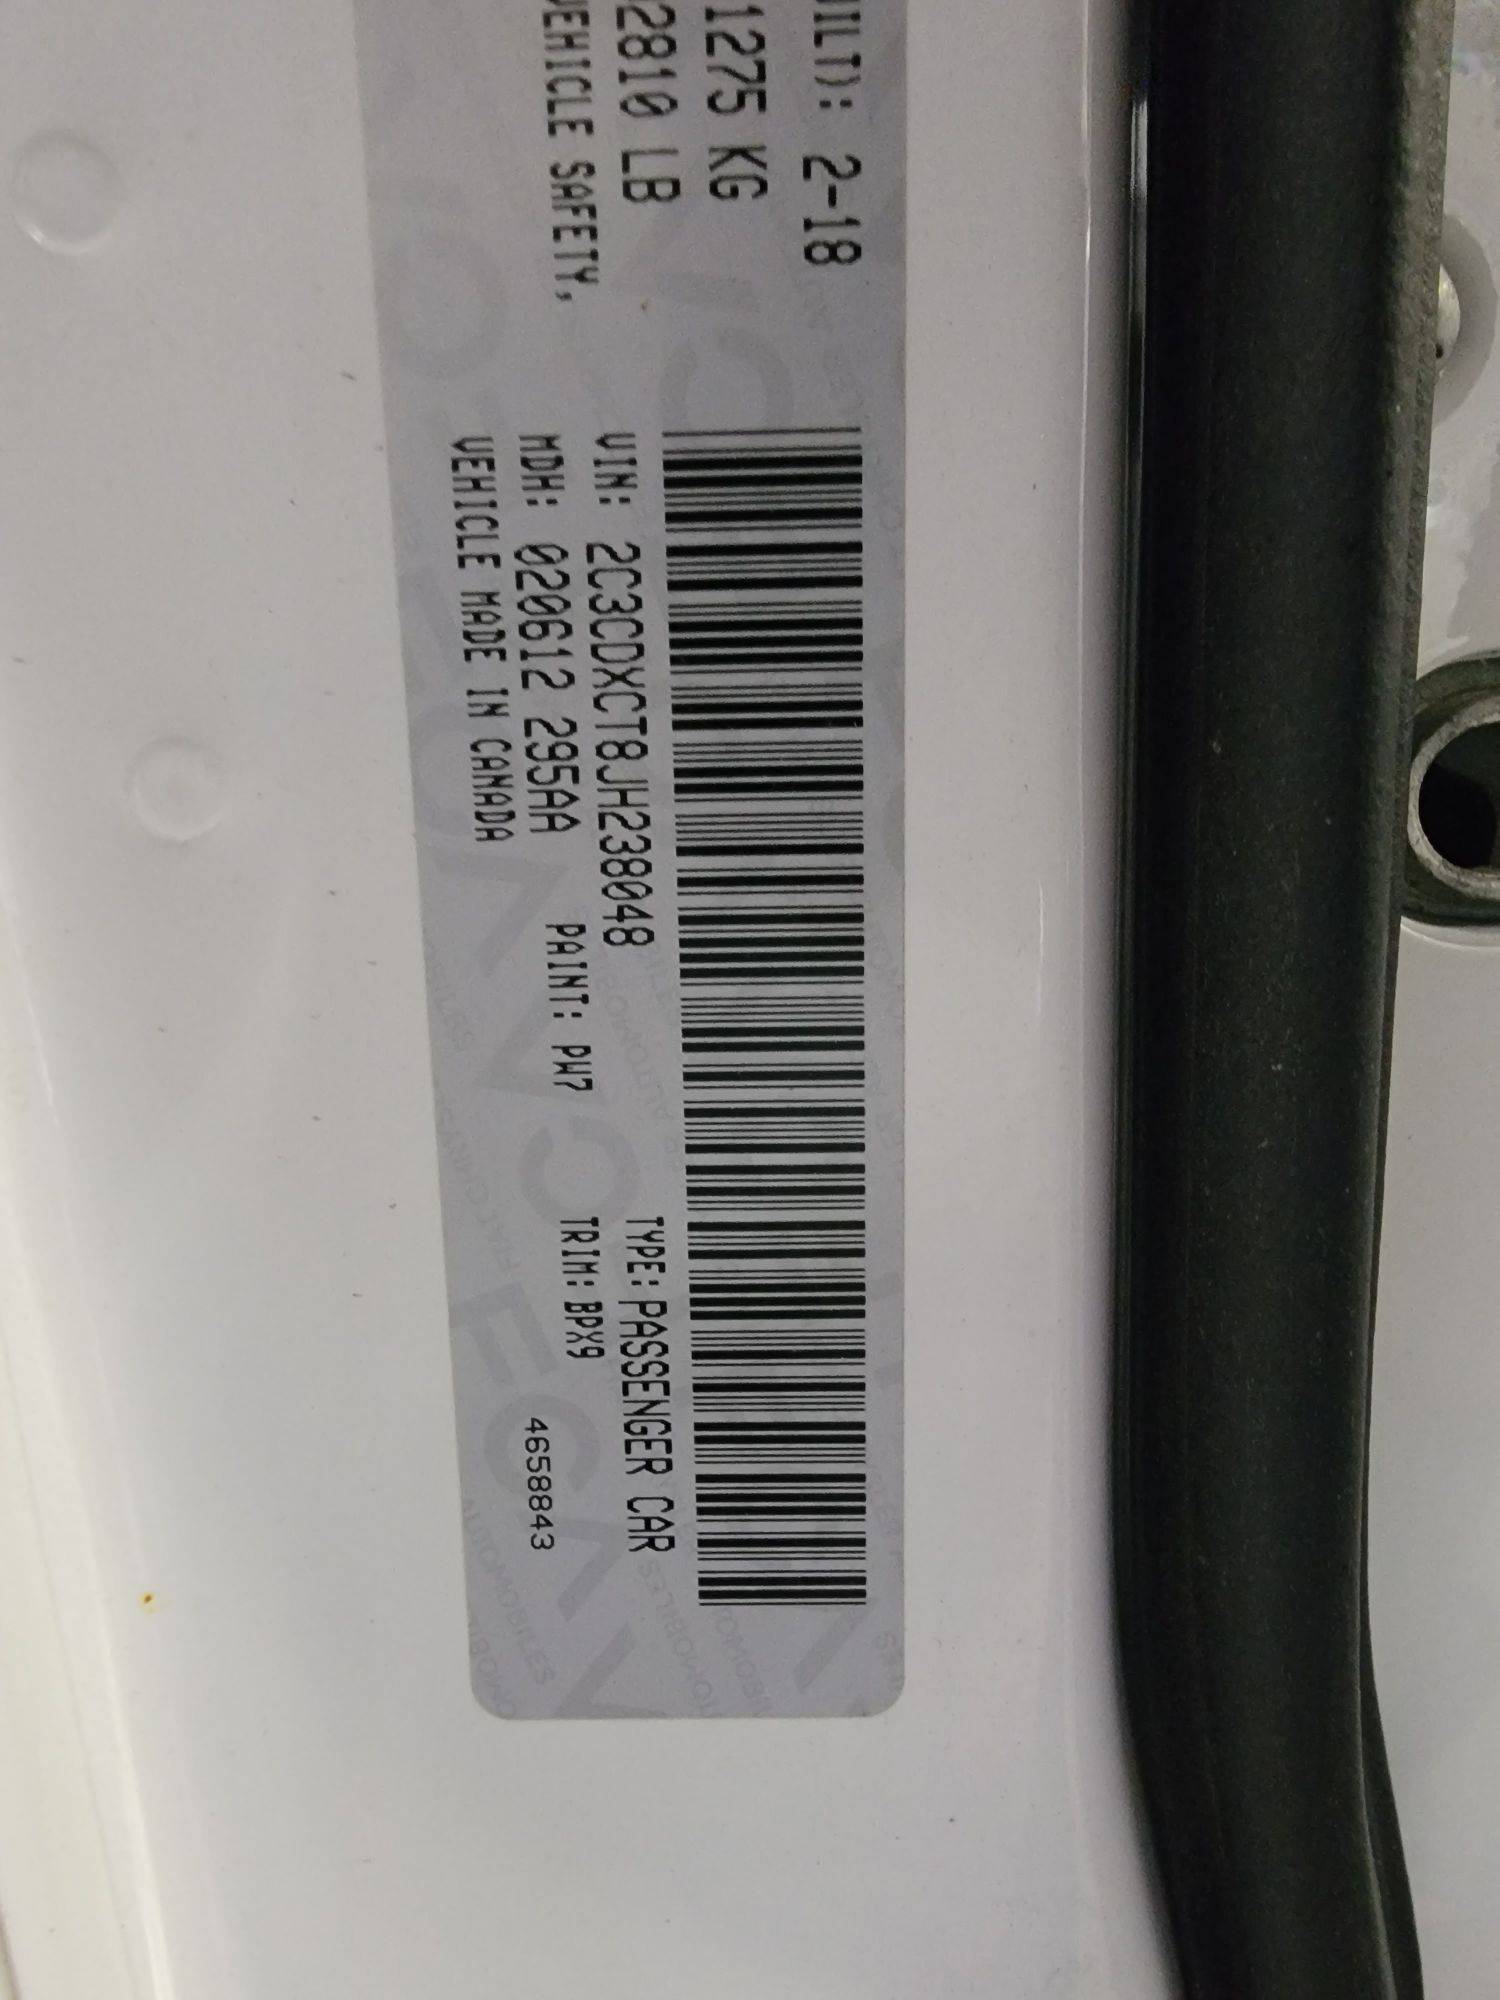 UILT): 2-18
1275 KG
2810 LB
VEHICLE SAFETY,
VIN: 2C3CDXCT8JH238048 TYPE: PASSENGER CAR
MDH: 020612 295AA PAINT: PW7 TRIM: BPX9
VEHICLE MADE IN CANADA 4658843